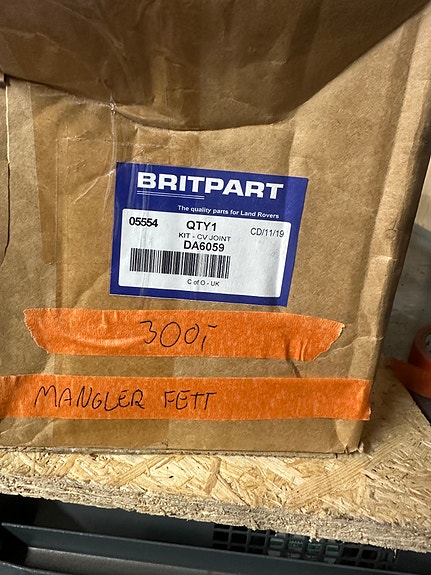 BRITPART
The quality parts for Land Rovers
05554 QTY1 CD/11/19
KIT - CV JOINT
DA6059
C of O - UK
300,-
MANGLER FETT